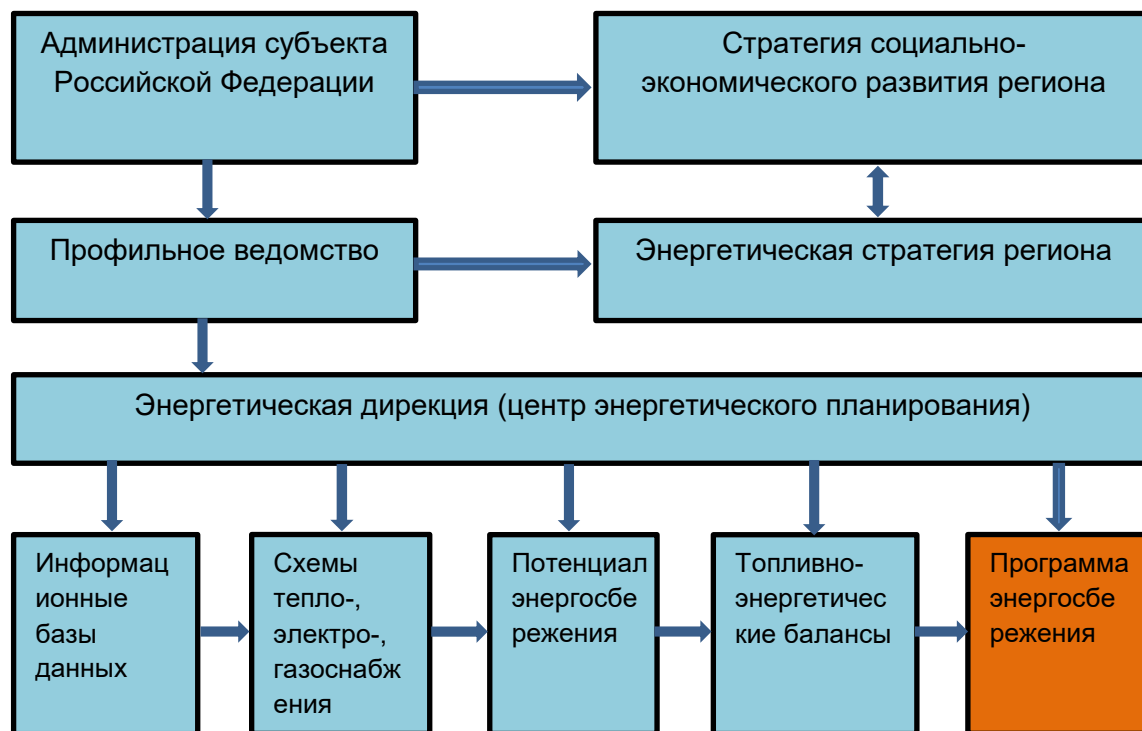 Администрация субъекта
Российской Федерации
Стратегия социально-
экономического развития региона
Профильное ведомство
Энергетическая стратегия региона
Энергетическая дирекция (центр энергетического планирования)
Информац
ионные
базы
данных
Схемы
тепло-,
электро-,
газоснабж
ения
Потенциал
энергосбе
режения
Топливно-
энергетичес
кие балансы
Программа
энергосбе
режения